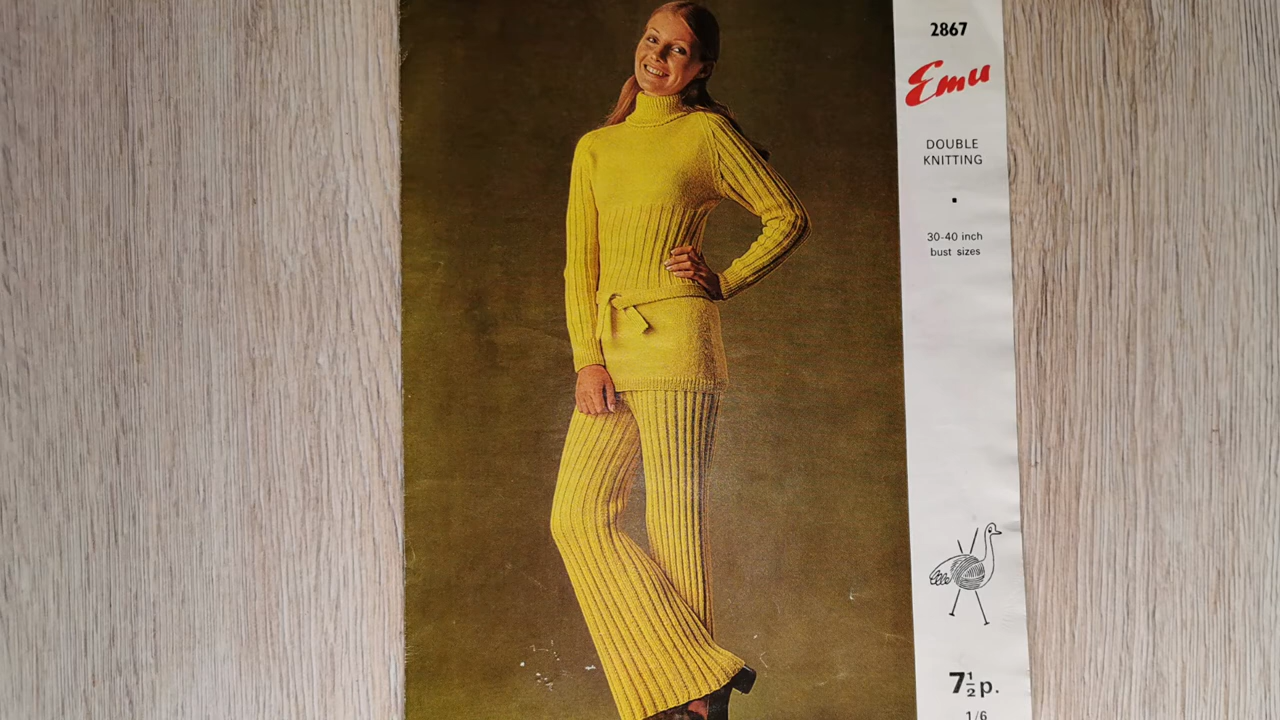 2867
Emu
DOUBLE
KNITTING
30-40 inch
bust sizes
7½p.
1/6